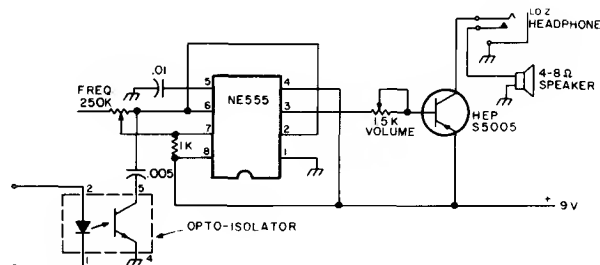 LO Z
HEADPHONE
4-8Ω
SPEAKER
.01
FREQ.
250K
5
6
7
8
NE555
4
3
2
1
1.5K
VOLUME
HEP
S5005
1K
.005
2
5
OPTO-ISOLATOR
1
4
+
9V